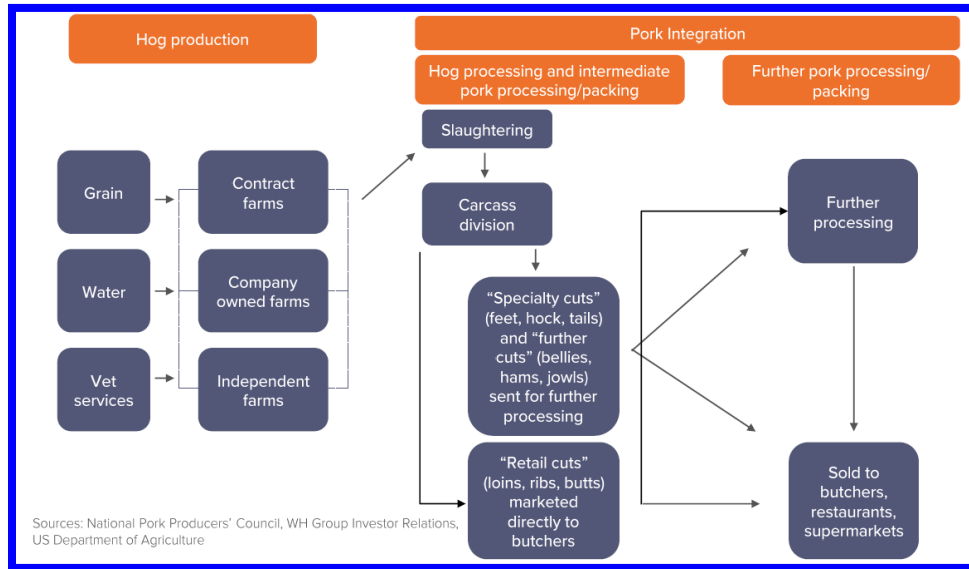 Hog production
Pork Integration
Hog processing and intermediate
pork processing/packing
Further pork processing/
packing
Slaughtering
Grain
Contract
farms
Carcass
division
Further
processing
Water
Company
owned farms
“Specialty cuts”
(feet, hock, tails)
and “further
cuts” (bellies,
hams, jowls)
sent for further
processing
Vet
services
Independent
farms
“Retail cuts”
(loins, ribs, butts)
marketed
directly to
butchers
Sold to
butchers,
restaurants,
supermarkets
Sources: National Pork Producers’ Council, WH Group Investor Relations,
US Department of Agriculture